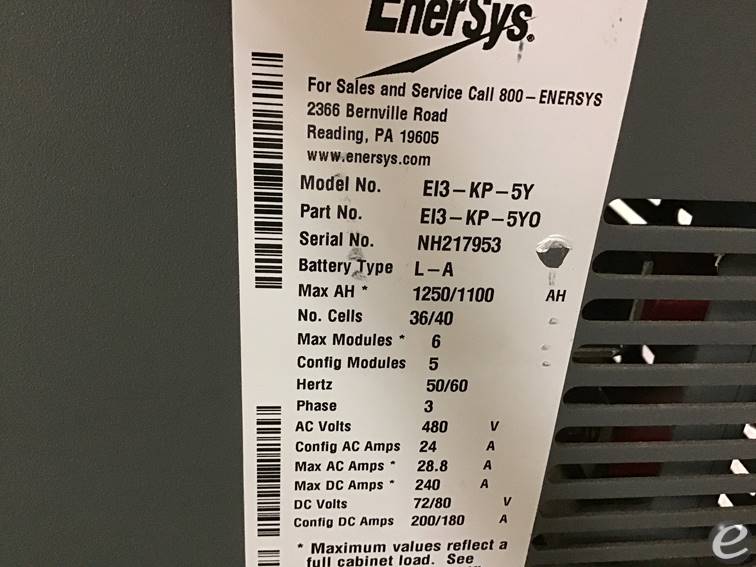 EnerSys.
For Sales and Service Call 800-ENERSYS
2366 Bernville Road
Reading, PA 19605
www.enersys.com
Model No. EI3-KP-5Y
Part No. EI3-KP-5YO
Serial No. NH217953
Battery Type L-A
Max AH * 1250/1100 AH
No. Cells 36/40
Max Modules * 6
Config Modules 5
Hertz 50/60
Phase 3
AC Volts 480 V
Config AC Amps 24 A
Max AC Amps * 28.8 A
Max DC Amps * 240 A
DC Volts 72/80 V
Config DC Amps 200/180 A
* Maximum values reflect a
full cabinet load. See
e